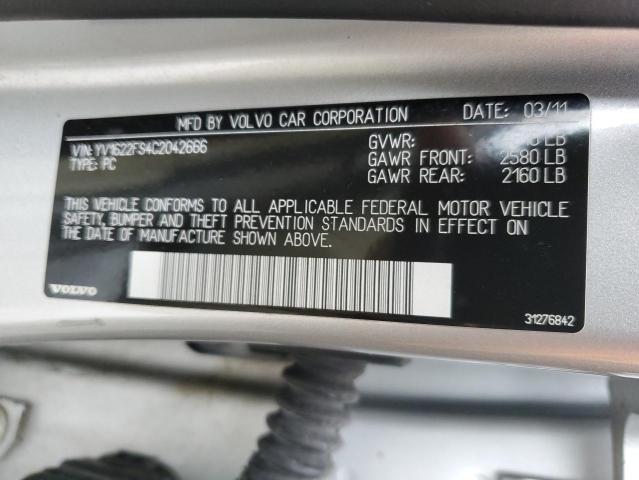 MFD BY VOLVO CAR CORPORATION DATE: 03/11
VIN: YV1622FS4C2042666 GVWR: LB
TYPE: PC GAWR FRONT: 2580 LB
GAWR REAR: 2160 LB
THIS VEHICLE CONFORMS TO ALL APPLICABLE FEDERAL MOTOR VEHICLE
SAFETY, BUMPER AND THEFT PREVENTION STANDARDS IN EFFECT ON
THE DATE OF MANUFACTURE SHOWN ABOVE.
VOLVO 31276842